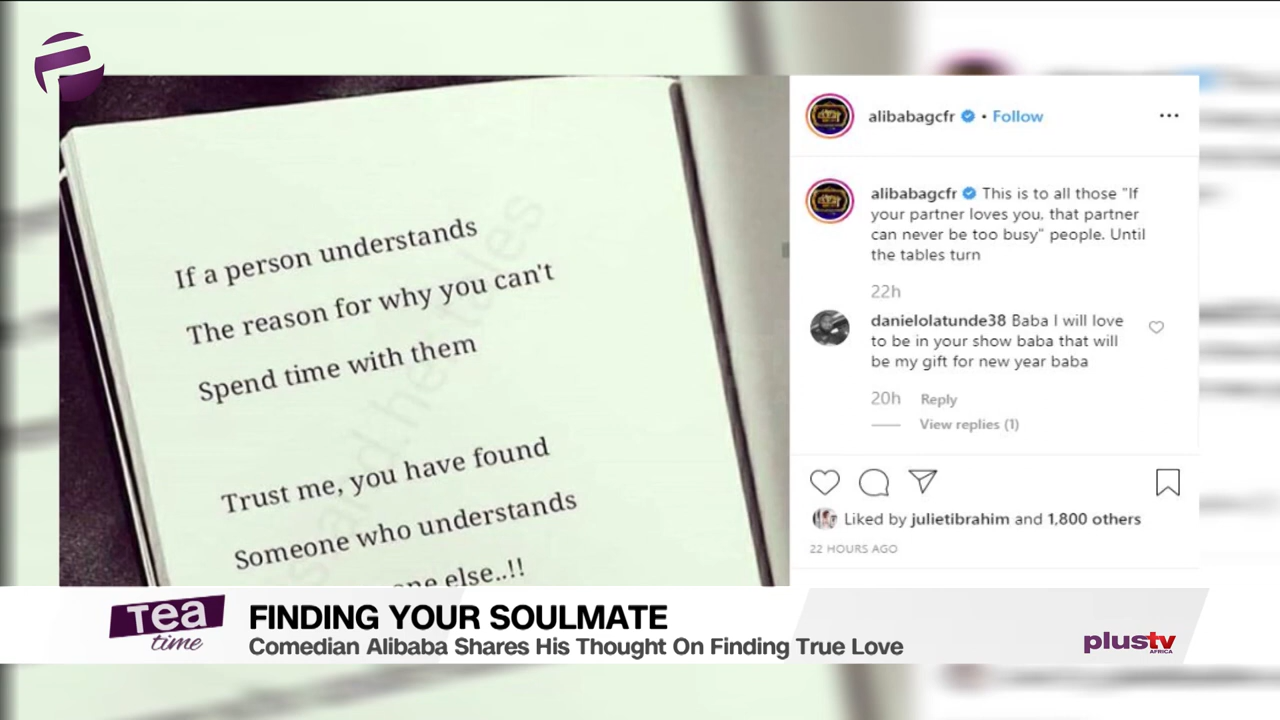 If a person understands
The reason for why you can't
Spend time with them
Trust me, you have found
Someone who understands
else..!!
alibabagcfr • Follow
alibabagcfr This is to all those "If
your partner loves you, that partner
can never be too busy" people. Until
the tables turn
22h
danielolatunde38 Baba I will love
to be in your show baba that will
be my gift for new year baba
20h Reply
View replies (1)
Liked by julietibrahim and 1,800 others
22 HOURS AGO
Tea
time
FINDING YOUR SOULMATE
Comedian Alibaba Shares His Thought On Finding True Love
plustv
AFRICA